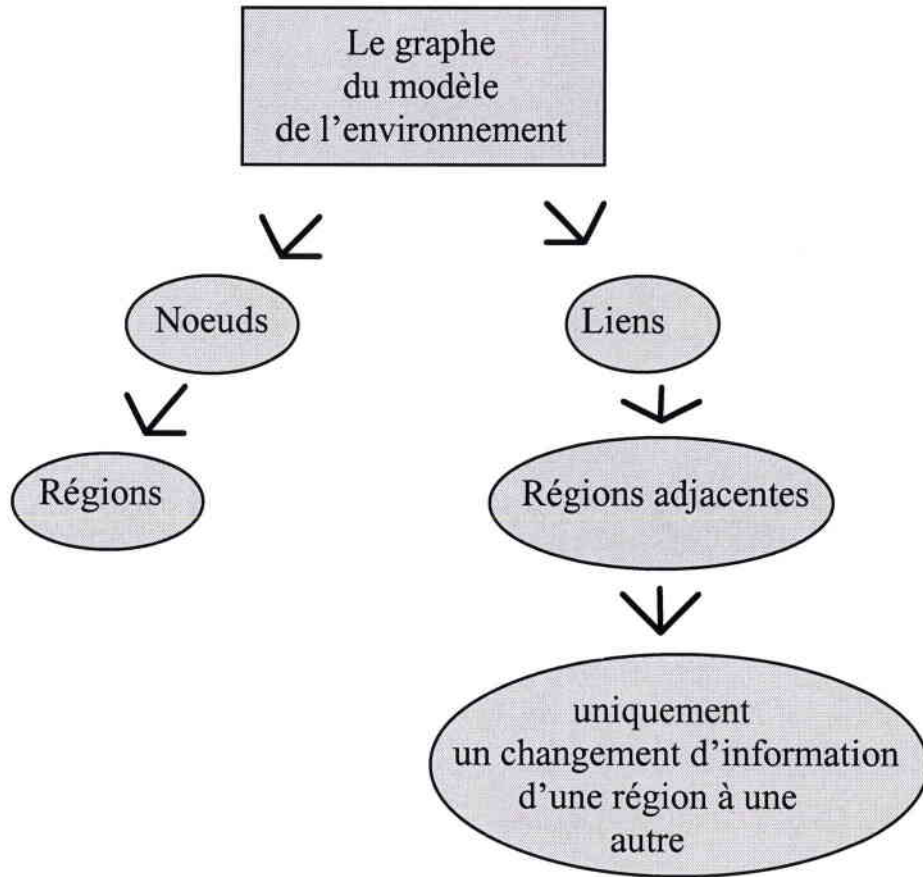 Le graphe
du modèle
de l'environnement
Noeuds
Liens
Régions
Régions adjacentes
uniquement
un changement d'information
d'une région à une
autre